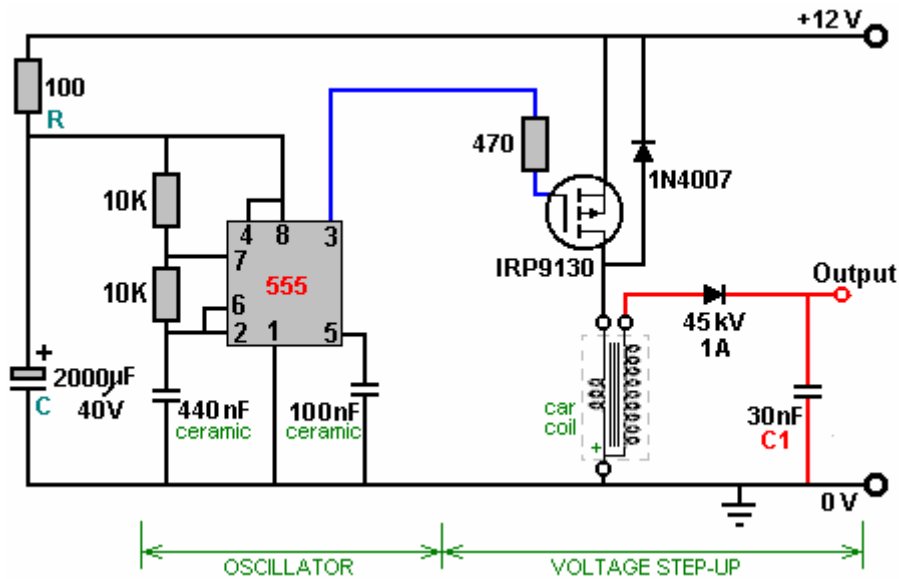 +12 V
100
R
470
1N4007
10K
4 8 3
7
IRP9130
Output
555
10K
6
2 1 5
45 kV
1A
+
2000µF
40V
C
440 nF
ceramic
100nF
ceramic
car
coil
+
30nF
C1
0 V
OSCILLATOR
VOLTAGE STEP-UP